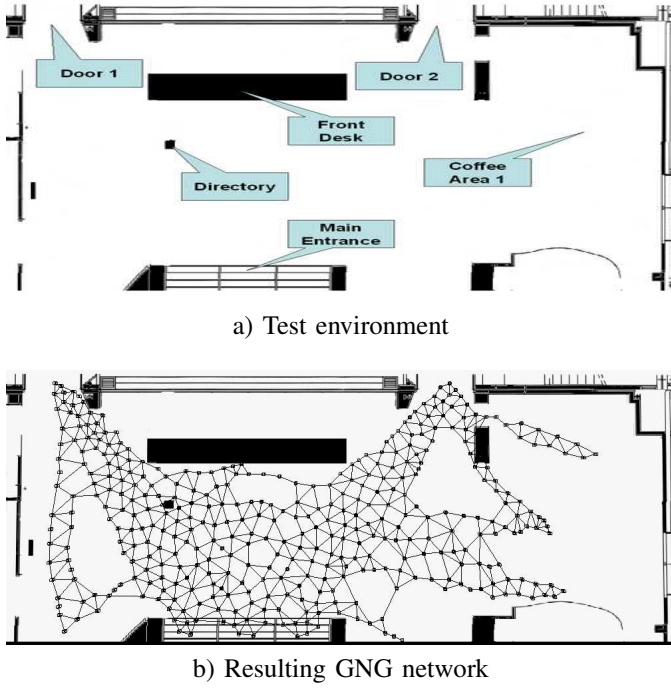 Door 1
Door 2
Front
Desk
Directory
Coffee
Area 1
Main
Entrance
a) Test environment
b) Resulting GNG network